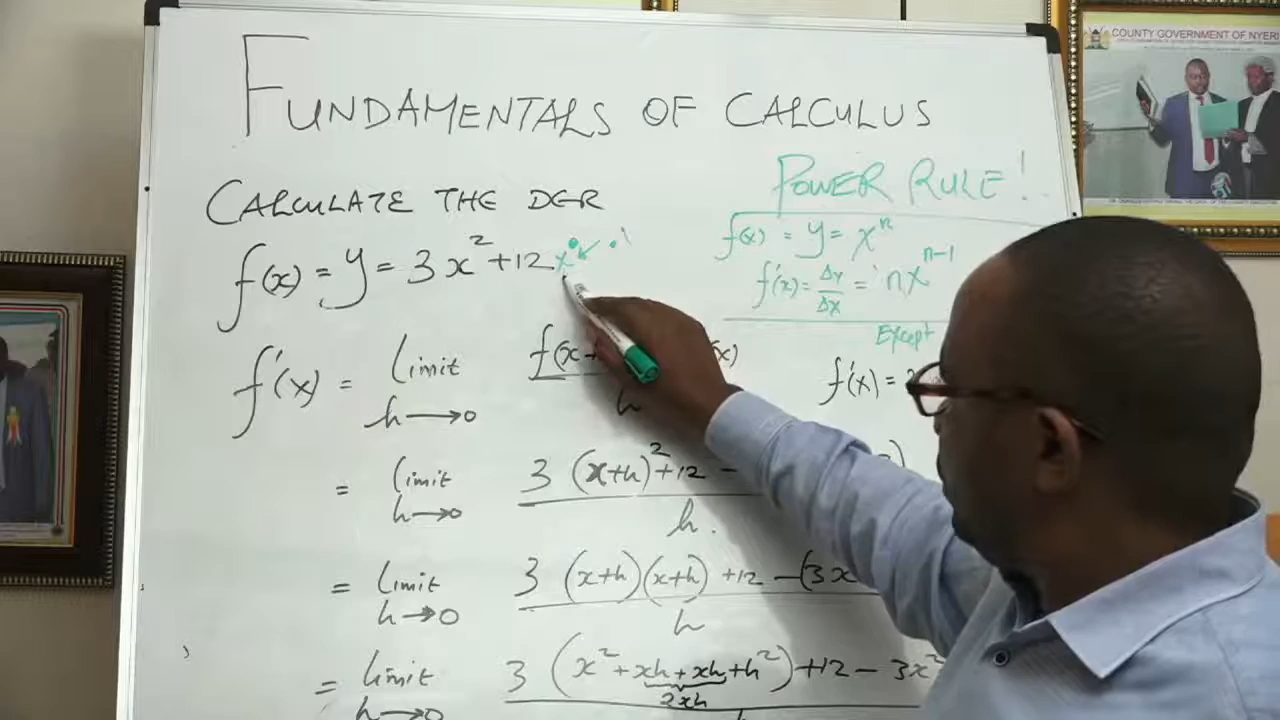 FUNDAMENTALS OF CALCULUS
CALCULATE THE DER
f(x) = y = 3x² + 12x
POWER RULE!
f(x) = y = xⁿ
f'(x) = Δy/Δx = nxⁿ⁻¹
Except
f'(x) = limit h→0 f(x+ (x) / h
f'(x) =
= limit h→0 3(x+h)² + 12 - / h.
= limit h→0 3(x+h)(x+h) + 12 - (3x / h
= limit h→0 3(x² + xh + xh + h²) + 12 - 3x²
2xh
COUNTY GOVERNMENT OF NYERI